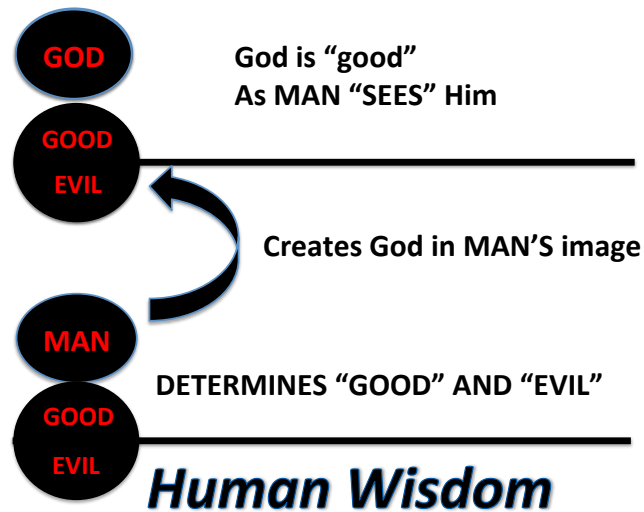 GOD
God is “good”
As MAN “SEES” Him
GOOD
EVIL
Creates God in MAN’S image
MAN
DETERMINES “GOOD” AND “EVIL”
GOOD
EVIL
Human Wisdom